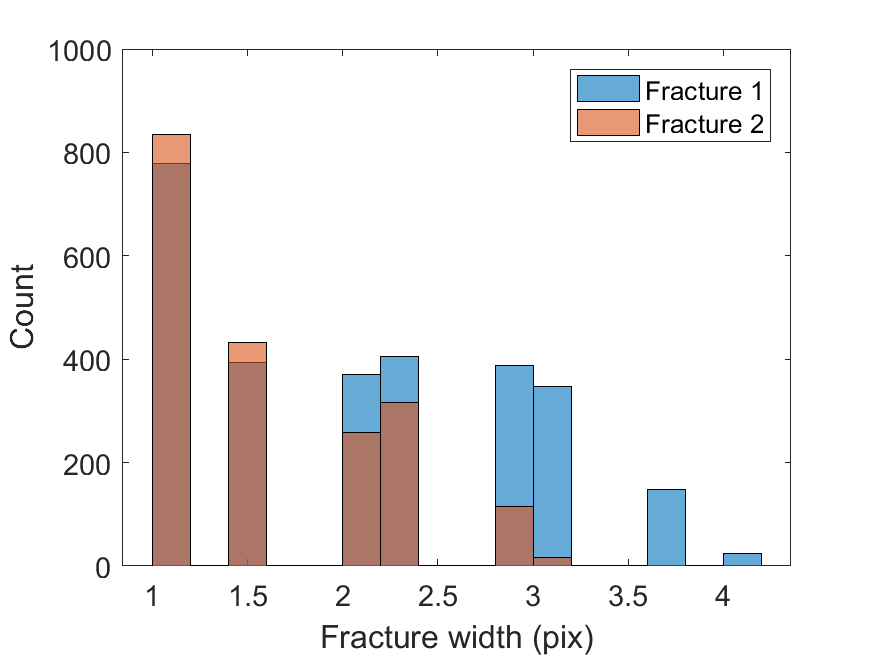 1000
800
600
400
200
0
Count
1 1.5 2 2.5 3 3.5 4
Fracture width (pix)
Fracture 1
Fracture 2